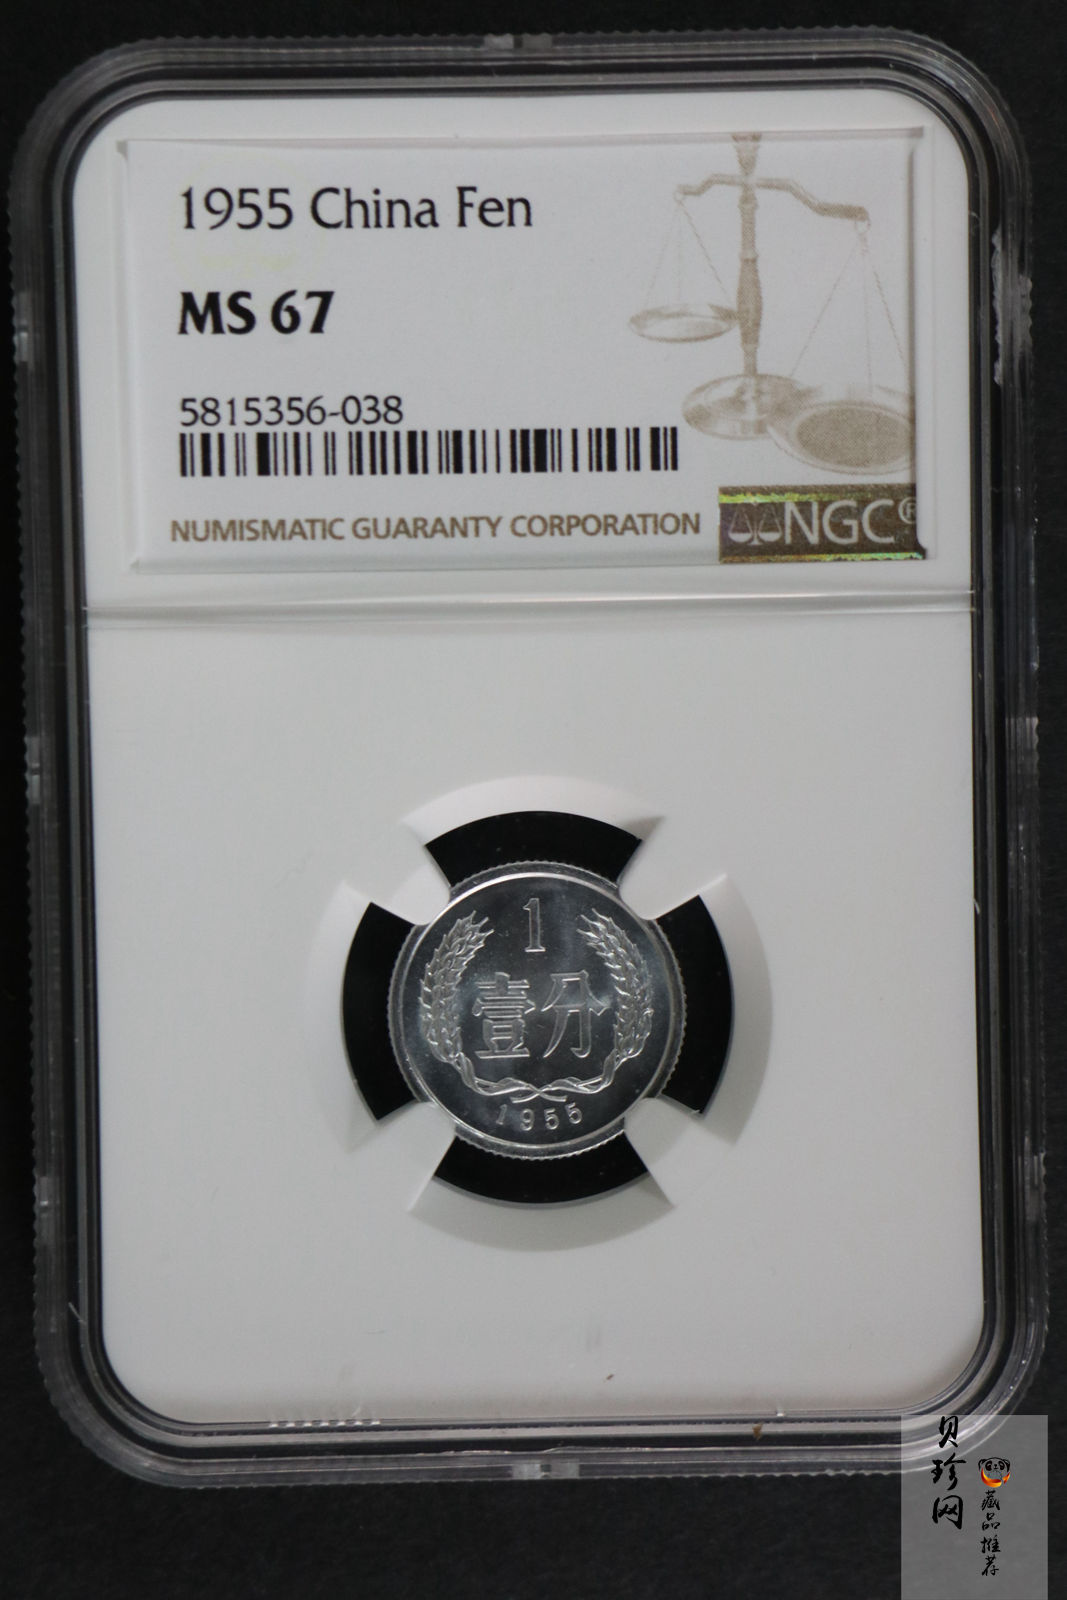 1955 China Fen
MS 67
5815356-038
NUMISMATIC GUARANTY CORPORATION
NGC®
1
壹分
1955
贝珍网
藏品推荐